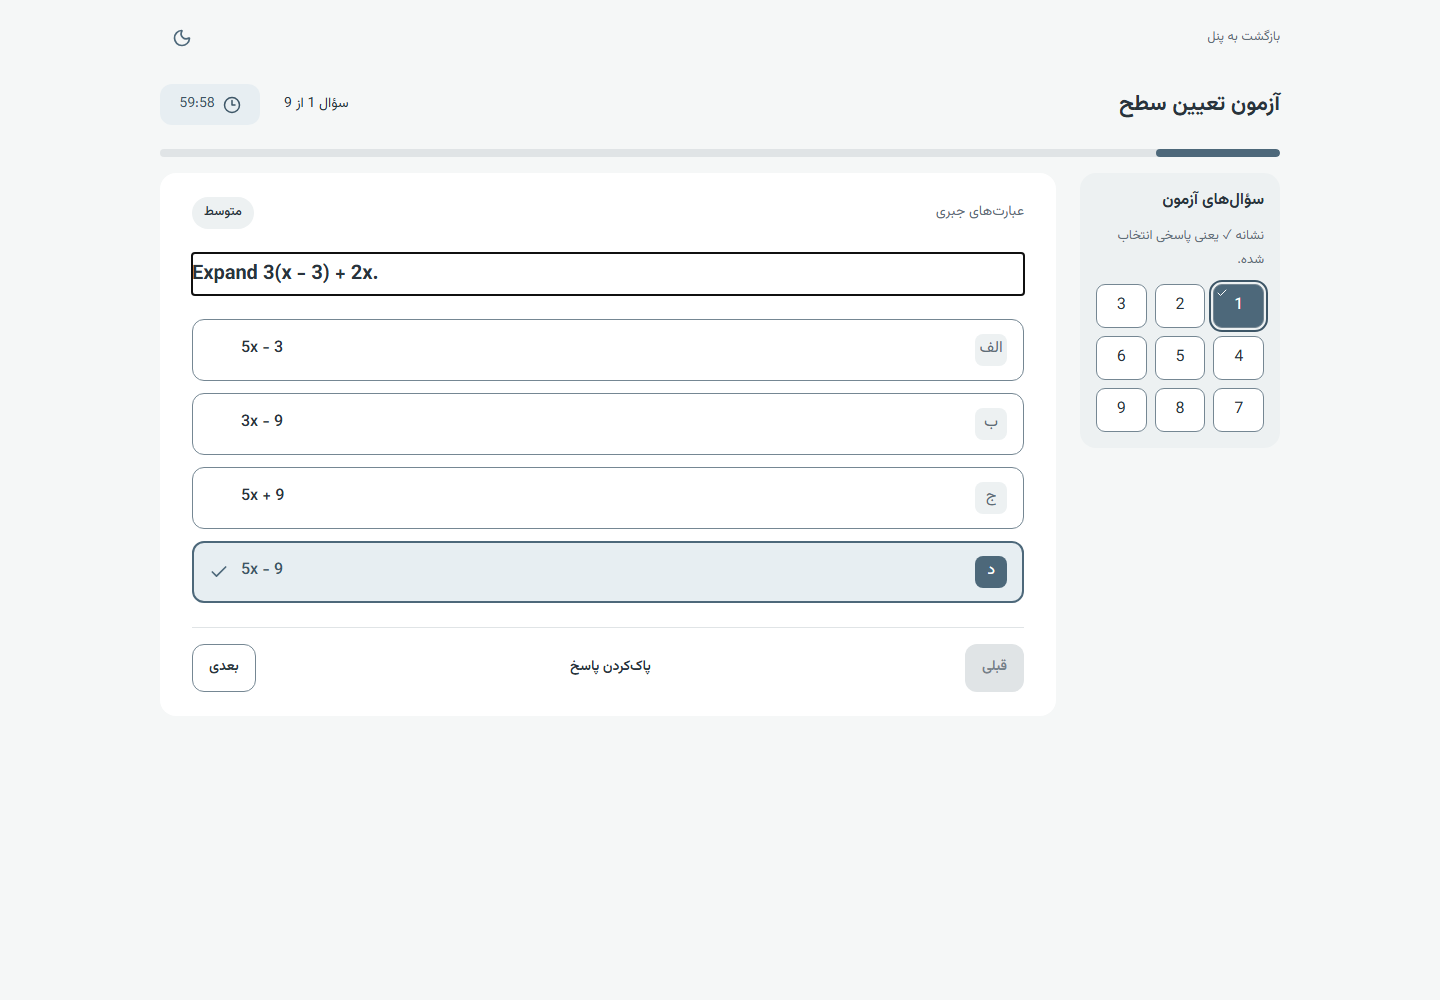 بازگشت به پنل
آزمون تعیین سطح
سؤال 1 از 9
59:58
سؤال‌های آزمون
نشانه ✓ یعنی پاسخی انتخاب
شده.
1 2 3
4 5 6
7 8 9
عبارت‌های جبری
متوسط
Expand 3(x − 3) + 2x.
الف 5x − 3
ب 3x − 9
ج 5x + 9
د 5x − 9
قبلی
پاک‌کردن پاسخ
بعدی